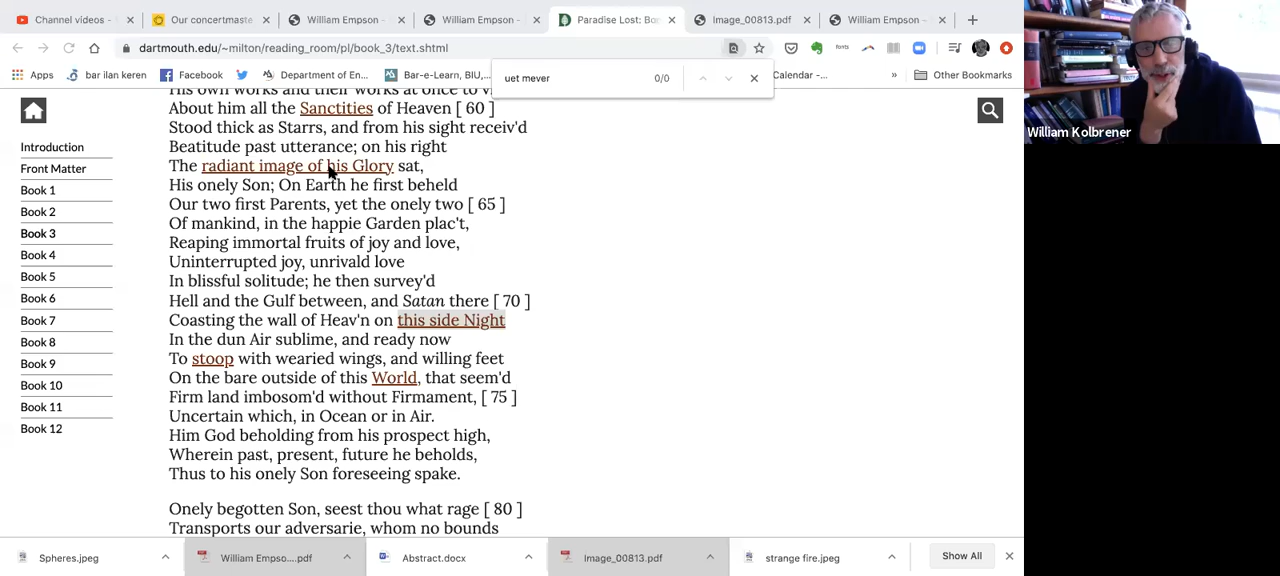 Channel videos -
Our concertmaste
William Empson -
William Empson -
Paradise Lost: Boo
Image_00813.pdf
William Empson -
dartmouth.edu/~milton/reading_room/pl/book_3/text.shtml
fonts
Apps
bar ilan keren
Facebook
Department of En...
Bar-e-Learn, BIU,...
Calendar -...
»
Other Bookmarks
uet mever
0/0
William Kolbrener
Introduction
Front Matter
Book 1
Book 2
Book 3
Book 4
Book 5
Book 6
Book 7
Book 8
Book 9
Book 10
Book 11
Book 12
His own works and their works at once to v
About him all the Sanctities of Heaven [ 60 ]
Stood thick as Starrs, and from his sight receiv'd
Beatitude past utterance; on his right
The radiant image of his Glory sat,
His onely Son; On Earth he first beheld
Our two first Parents, yet the onely two [ 65 ]
Of mankind, in the happie Garden plac't,
Reaping immortal fruits of joy and love,
Uninterrupted joy, unrivald love
In blissful solitude; he then survey'd
Hell and the Gulf between, and Satan there [ 70 ]
Coasting the wall of Heav'n on this side Night
In the dun Air sublime, and ready now
To stoop with wearied wings, and willing feet
On the bare outside of this World, that seem'd
Firm land imbosom'd without Firmament, [ 75 ]
Uncertain which, in Ocean or in Air.
Him God beholding from his prospect high,
Wherein past, present, future he beholds,
Thus to his onely Son foreseeing spake.
Onely begotten Son, seest thou what rage [ 80 ]
Transports our adversarie, whom no bounds
Spheres.jpeg
William Empso....pdf
Abstract.docx
Image_00813.pdf
strange fire.jpeg
Show All